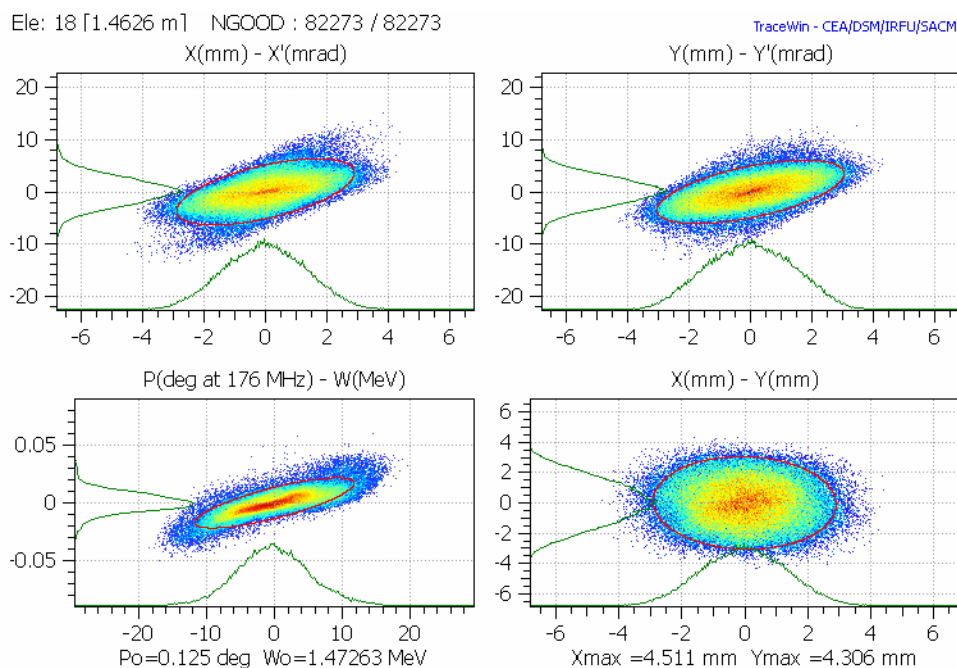 Ele: 18 [1.4626 m] NGOOD : 82273 / 82273
TraceWin - CEA/DSM/IRFU/SACM
X(mm) - X'(mrad)
Y(mm) - Y'(mrad)
20
10
0
-10
-20
-6 -4 -2 0 2 4 6
20
10
0
-10
-20
-6 -4 -2 0 2 4 6
P(deg at 176 MHz) - W(MeV)
X(mm) - Y(mm)
0.05
0
-0.05
-20 -10 0 10 20
6
4
2
0
-2
-4
-6
-6 -4 -2 0 2 4 6
Po=0.125 deg Wo=1.47263 MeV
Xmax =4.511 mm Ymax =4.306 mm